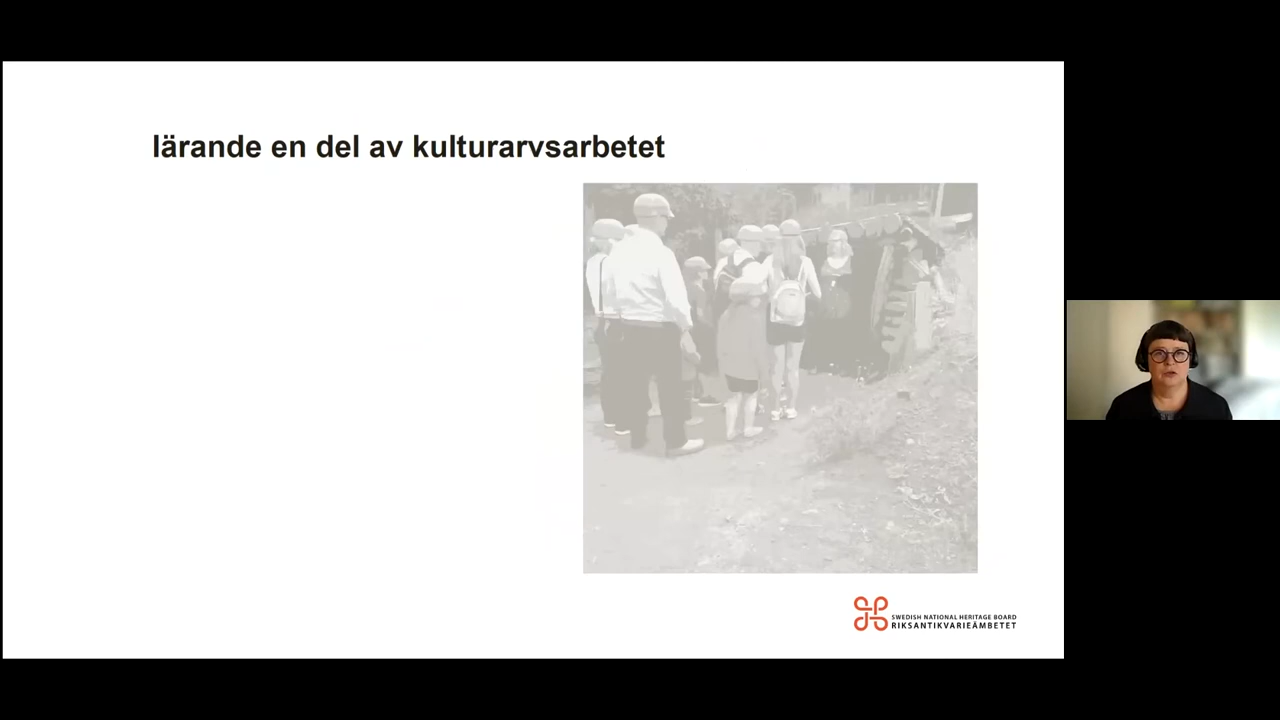 lärande en del av kulturarvsarbetet
SWEDISH NATIONAL HERITAGE BOARD
RIKSANTIKVARIEÄMBETET